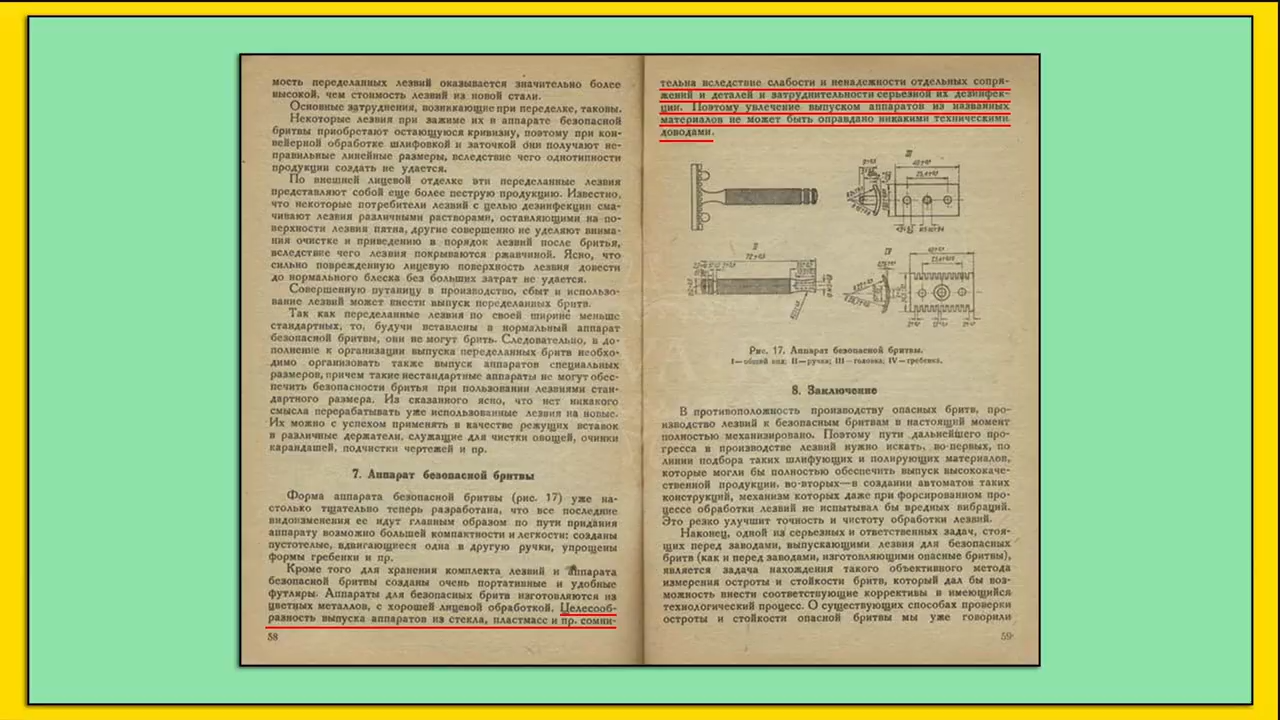 мость переделанных лезвий оказывается значительно более
высокой, чем стоимость лезвий из новой стали.
Основные затруднения, возникающие при переделке, таковы.
Некоторые лезвия при зажиме их в аппарате безопасной
бритвы приобретают остающуюся кривизну, поэтому при кон-
вейерной обработке шлифовкой и заточкой они получают не-
правильные линейные размеры, вследствие чего однотипности
продукции создать не удается.
По внешней лицевой отделке эти переделанные лезвия
представляют собой еще более пеструю продукцию. Известно,
что некоторые потребители лезвий с целью дезинфекции сма-
чивают лезвия различными растворами, оставляющими на по-
верхности лезвия пятна, другие совершенно не уделяют внима-
ния очистке и приведению в порядок лезвий после бритья,
вследствие чего лезвия покрываются ржавчиной. Ясно, что
сильно поврежденную лицевую поверхность лезвия довести
до нормального блеска без больших затрат не удается.
Совершенную путаницу в производство, сбыт и использо-
вание лезвий может внести выпуск переделанных бритв.
Так как переделанные лезвия по своей ширине меньше
стандартных, то, будучи вставлены в нормальный аппарат
безопасной бритвы, они не могут брить. Следовательно, в до-
полнение к организации выпуска переделанных бритв необхо-
димо организовать также выпуск аппаратов специальных
размеров, причем такие нестандартные аппараты не могут обес-
печить безопасности бритья при пользовании лезвиями стан-
дартного размера. Из сказанного ясно, что нет никакого
смысла перерабатывать уже использованные лезвия на новые.
Их можно с успехом применять в качестве режущих вставок
в различные держатели, служащие для чистки овощей, очинки
карандашей, подчистки чертежей и пр.
7. Аппарат безопасной бритвы
Форма аппарата безопасной бритвы (рис. 17) уже на-
столько тщательно теперь разработана, что все последние
видоизменения ее идут главным образом по пути придания
аппарату возможно большей компактности и легкости: созданы
пустотелые, вдвигающиеся одна в другую ручки, упрощены
формы гребенки и пр.
Кроме того для хранения комплекта лезвий и аппарата
безопасной бритвы созданы очень портативные и удобные
футляры. Аппараты для безопасных бритв изготовляются из
цветных металлов, с хорошей лицевой обработкой. Целесооб-
разность выпуска аппаратов из стекла, пластмасс и пр. сомни-
58
тельна вследствие слабости и ненадежности отдельных сопря-
жений и деталей и затруднительности серьезной их дезинфек-
ции. Поэтому увлечение выпуском аппаратов из названных
материалов не может быть оправдано никакими техническими
доводами.
III
II
IV
Рис. 17. Аппарат безопасной бритвы.
I—общий вид; II—ручка; III—головка; IV—гребенка.
8. Заключение
В противоположность производству опасных бритв, про-
изводство лезвий к безопасным бритвам в настоящий момент
полностью механизировано. Поэтому пути дальнейшего про-
гресса в производстве лезвий нужно искать, во-первых, по
линии подбора таких шлифующих и полирующих материалов,
которые могли бы полностью обеспечить выпуск высококаче-
ственной продукции, во-вторых—в создании автоматов таких
конструкций, механизм которых даже при форсированном про-
цессе обработки лезвий не испытывал бы вредных вибраций.
Это резко улучшит точность и чистоту обработки лезвий.
Наконец, одной из серьезных и ответственных задач, стоя-
щих перед заводами, выпускающими лезвия для безопасных
бритв (как и перед заводами, изготовляющими опасные бритвы),
является задача нахождения такого объективного метода
измерения остроты и стойкости бритв, который дал бы воз-
можность внести соответствующие коррективы в имеющийся
технологический процесс. О существующих способах проверки
остроты и стойкости опасной бритвы мы уже говорили
59